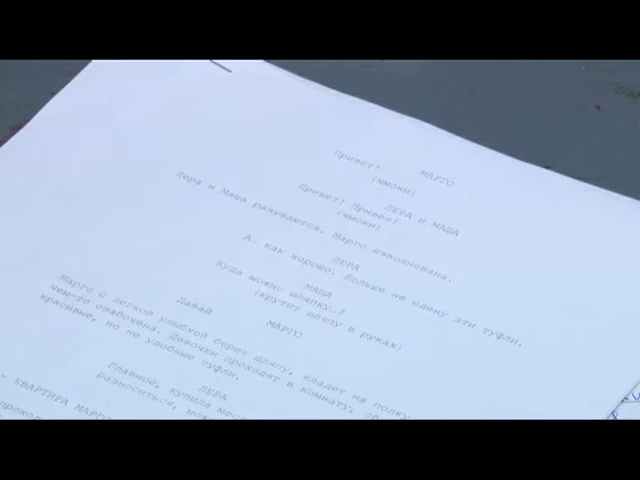 МАРГО
Привет!
(чмоки)
ЛЕРА и МАША
Привет! Привет!
(чмоки)
Лера и Маша разуваются. Марго взволнована.
ЛЕРА
А, как хорошо. Больше не одену эти туфли.
МАША
Куда можно шляпку…?
(крутит шляпу в руках)
МАРГО
Давай
Марго с легкой улыбкой берет шляпу, кладет на полку
чем-то озабочена. Девочки проходят в комнату,
красивые, но не удобные туфли.
ЛЕРА
Главное, купила
разноситься,
- КВАРТИРА МАРГО